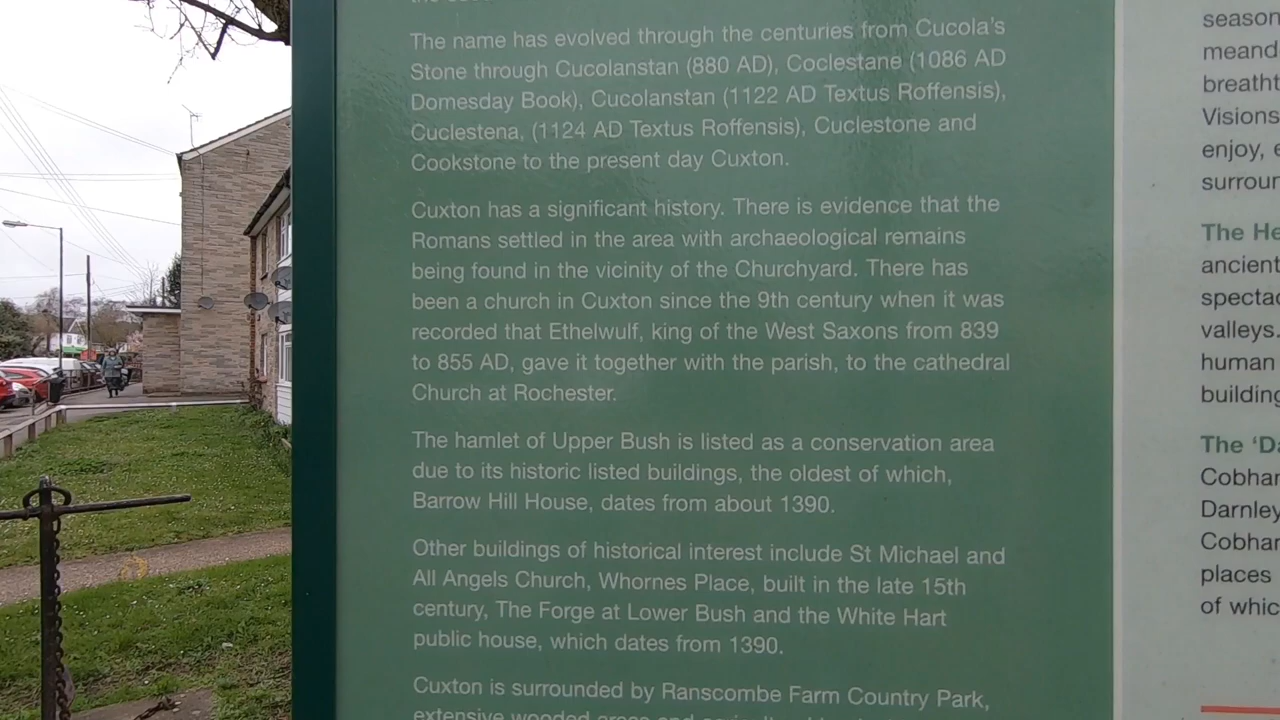 The name has evolved through the centuries from Cucola's
Stone through Cucolanstan (880 AD), Coclestane (1086 AD
Domesday Book), Cucolanstan (1122 AD Textus Roffensis),
Cuclestena, (1124 AD Textus Roffensis), Cuclestone and
Cookstone to the present day Cuxton.
Cuxton has a significant history. There is evidence that the
Romans settled in the area with archaeological remains
being found in the vicinity of the Churchyard. There has
been a church in Cuxton since the 9th century when it was
recorded that Ethelwulf, king of the West Saxons from 839
to 855 AD, gave it together with the parish, to the cathedral
Church at Rochester.
The hamlet of Upper Bush is listed as a conservation area
due to its historic listed buildings, the oldest of which,
Barrow Hill House, dates from about 1390.
Other buildings of historical interest include St Michael and
All Angels Church, Whornes Place, built in the late 15th
century, The Forge at Lower Bush and the White Hart
public house, which dates from 1390.
Cuxton is surrounded by Ranscombe Farm Country Park,
extensive wooded areas and
season
meand
breatht
Visions
enjoy, e
surroun
The He
ancient
spectac
valleys.
human
building
The 'Da
Cobhar
Darnley
Cobhar
places
of whic